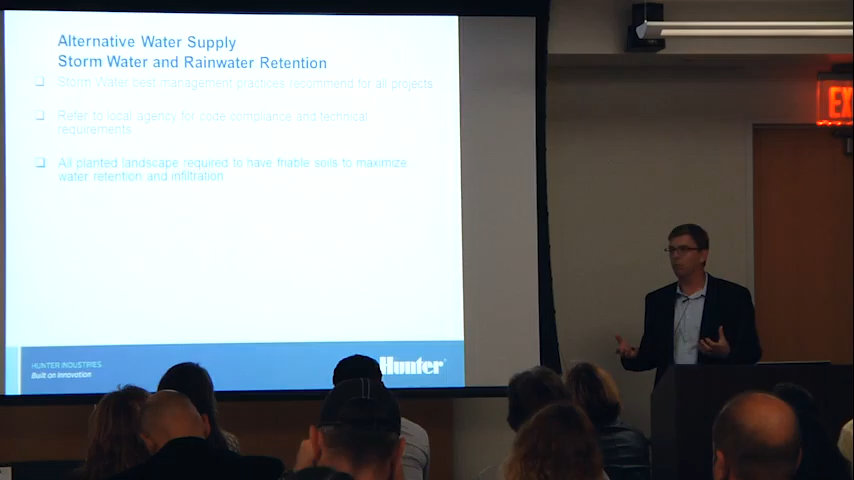 Alternative Water Supply
Storm Water and Rainwater Retention
Storm Water best management practices recommend for all projects
Refer to local agency for code compliance and technical
requirements
All planted landscape required to have friable soils to maximize
water retention and infiltration
HUNTER INDUSTRIES
Built on Innovation
Hunter
EX